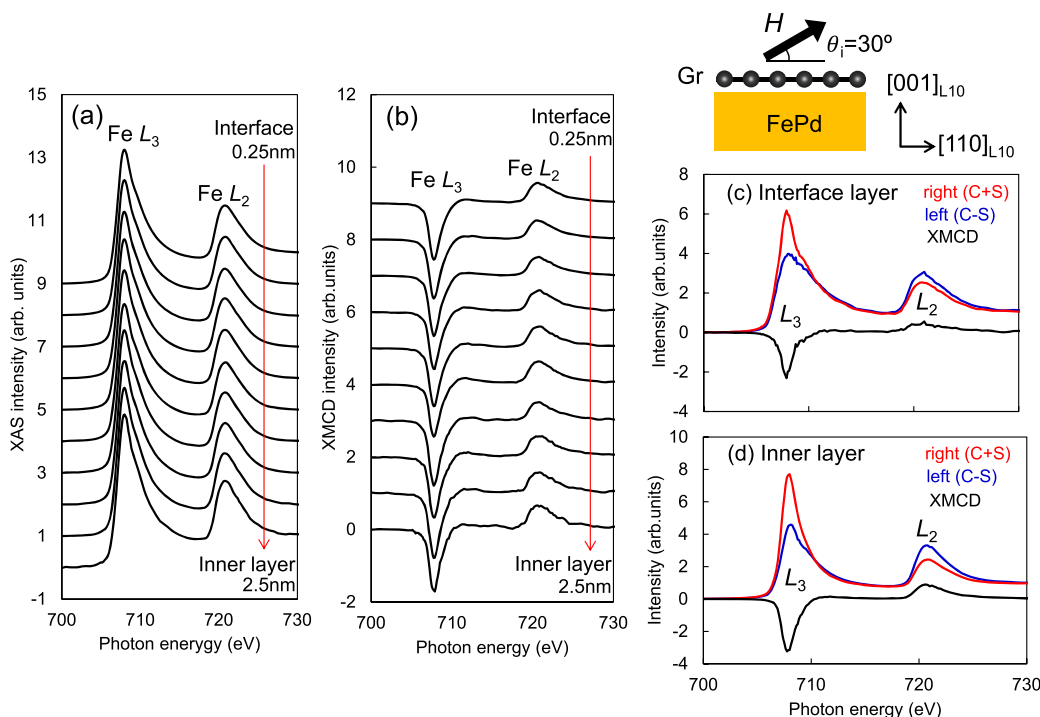 (a)
Fe L3
Fe L2
Interface
0.25nm
Inner layer
2.5nm
15
13
11
9
7
5
3
1
-1
XAS intensity (arb. units)
700
710
720
730
Photon enerygy (eV)
(b)
Fe L3
Fe L2
Interface
0.25nm
Inner layer
2.5nm
12
10
8
6
4
2
0
-2
XMCD intensity (arb. units)
700
710
720
730
Photon energy (eV)
H
θi=30º
Gr
FePd
[001]L10
[110]L10
(c) Interface layer
right (C+S)
left (C-S)
XMCD
L3
L2
8
6
4
2
0
-2
-4
Intensity (arb.units)
710
720
730
(d) Inner layer
right (C+S)
left (C-S)
XMCD
L3
L2
10
8
6
4
2
0
-2
-4
Intensity (arb.units)
700
710
720
730
Photon energy (eV)